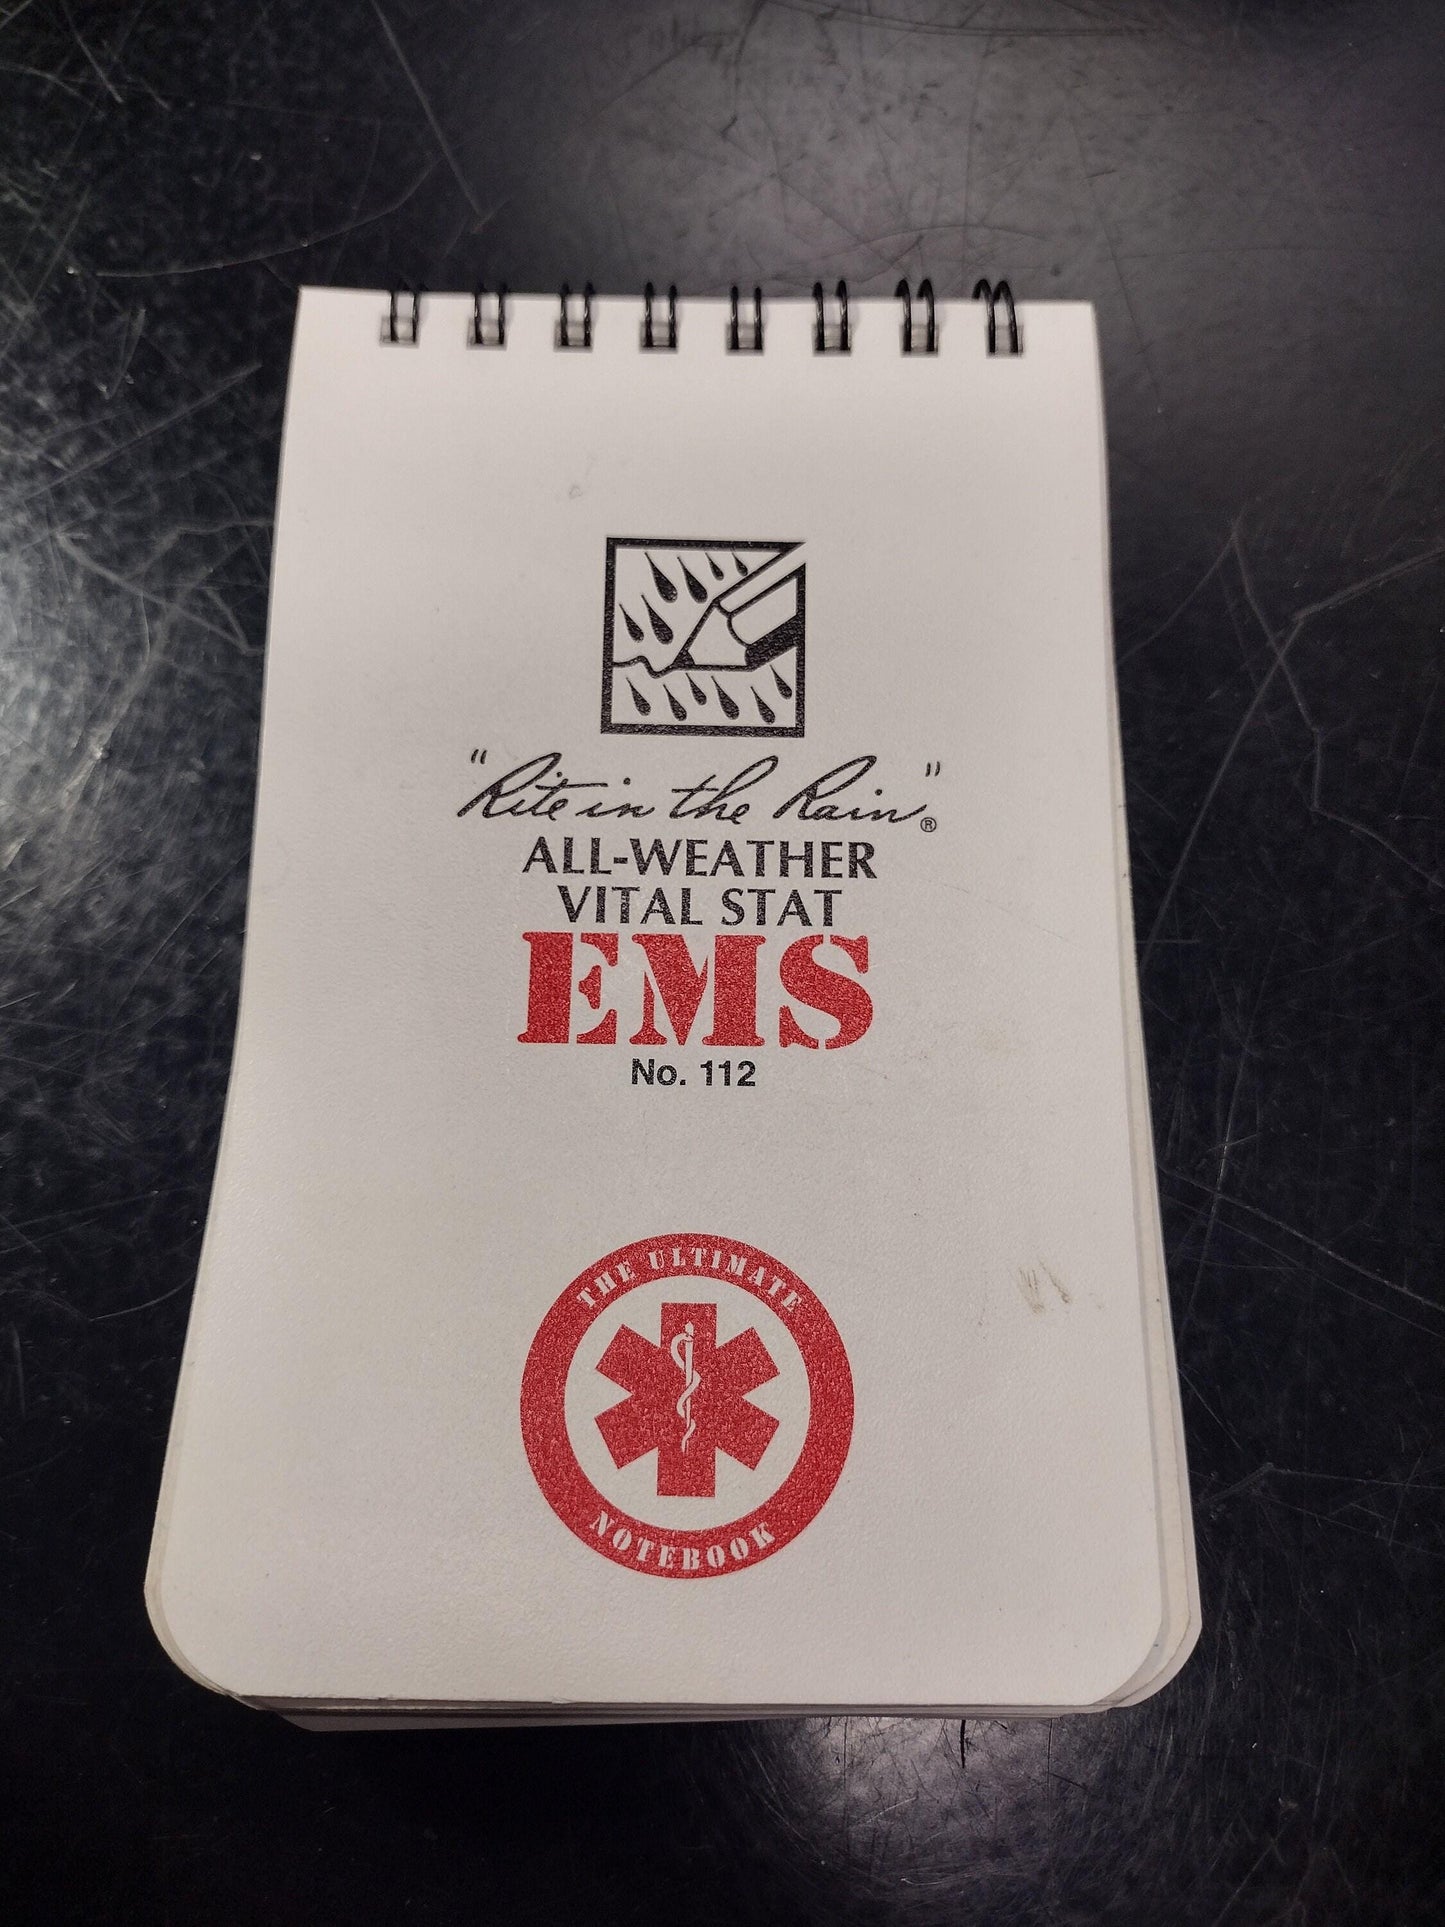 "Rite in the Rain"®
ALL-WEATHER
VITAL STAT
EMS
No. 112
THE ULTIMATE
NOTEBOOK